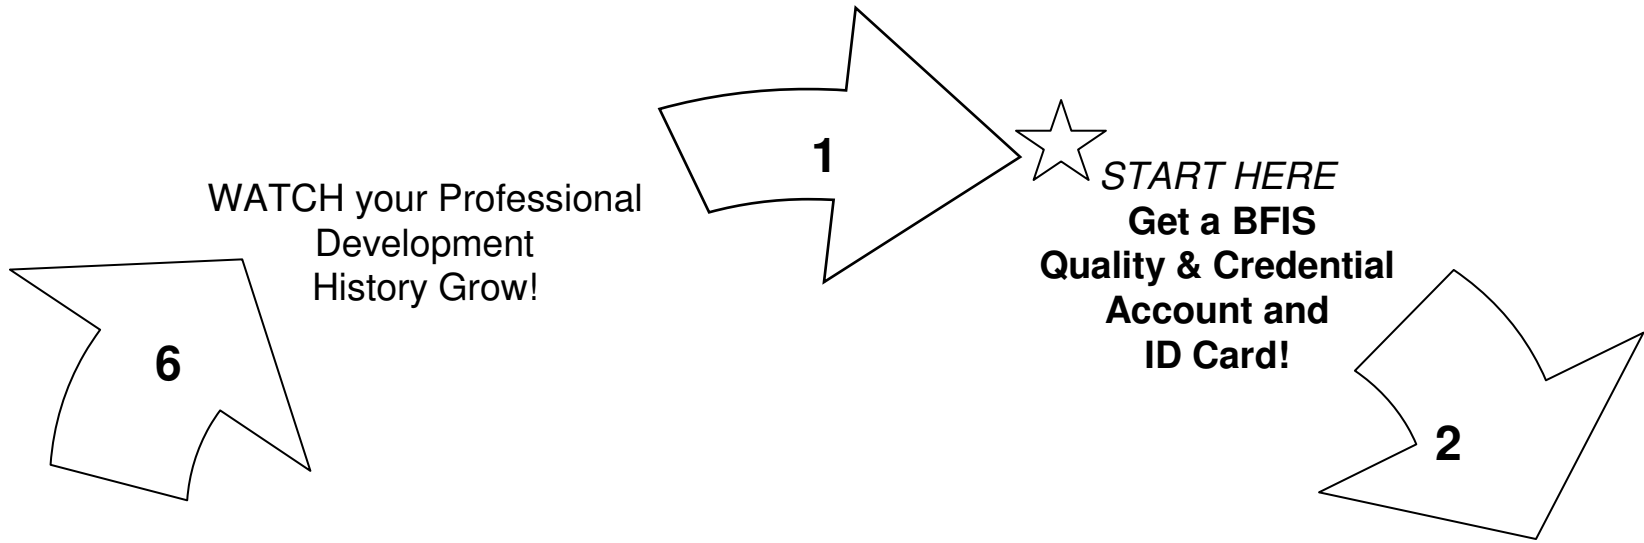 1
START HERE
Get a BFIS
Quality & Credential
Account and
ID Card!
2
6
WATCH your Professional
Development
History Grow!